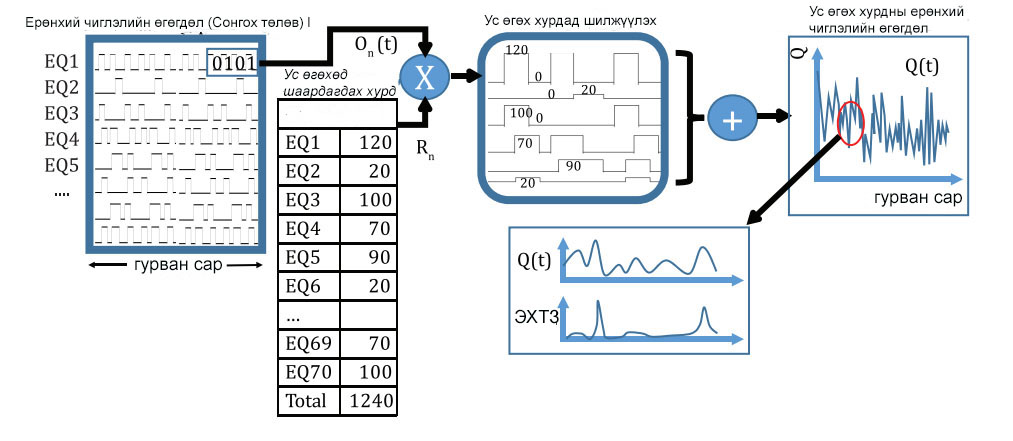 Ерөнхий чиглэлийн өгөгдөл (Сонгох төлөв) I
EQ1
EQ2
EQ3
EQ4
EQ5
....
0101
гурван сар
Oₙ(t)
X
Rₙ
Ус өгөхөд
шаардагдах хурд
EQ1 120
EQ2 20
EQ3 100
EQ4 70
EQ5 90
EQ6 20
...
EQ69 70
EQ70 100
Total 1240
Ус өгөх хурдад шилжүүлэх
120
0
0
20
100
0
70
90
20
+
Ус өгөх хурдны ерөнхий
чиглэлийн өгөгдөл
Q
Q(t)
гурван сар
Q(t)
ЭХТЗ